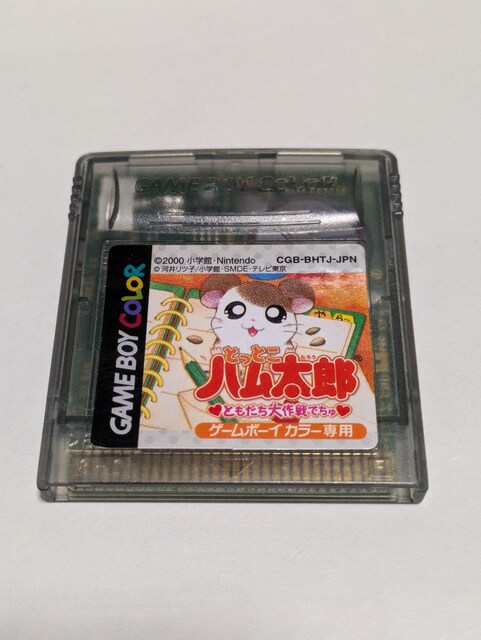 GAME BOY COLOR
©2000 小学館・Nintendo
CGB-BHTJ-JPN
© 河井リツ子/小学館・SMDE・テレビ東京
GAME BOY COLOR
とっとこ
ハム太郎
たろう
®
♥ともだち大作戦でちゅ♥
ゲームボーイ カラー専用